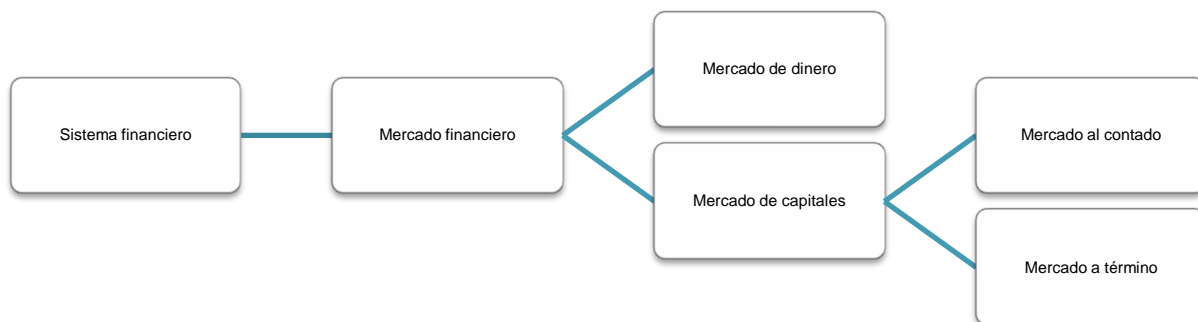 Sistema financiero
Mercado financiero
Mercado de dinero
Mercado de capitales
Mercado al contado
Mercado a término